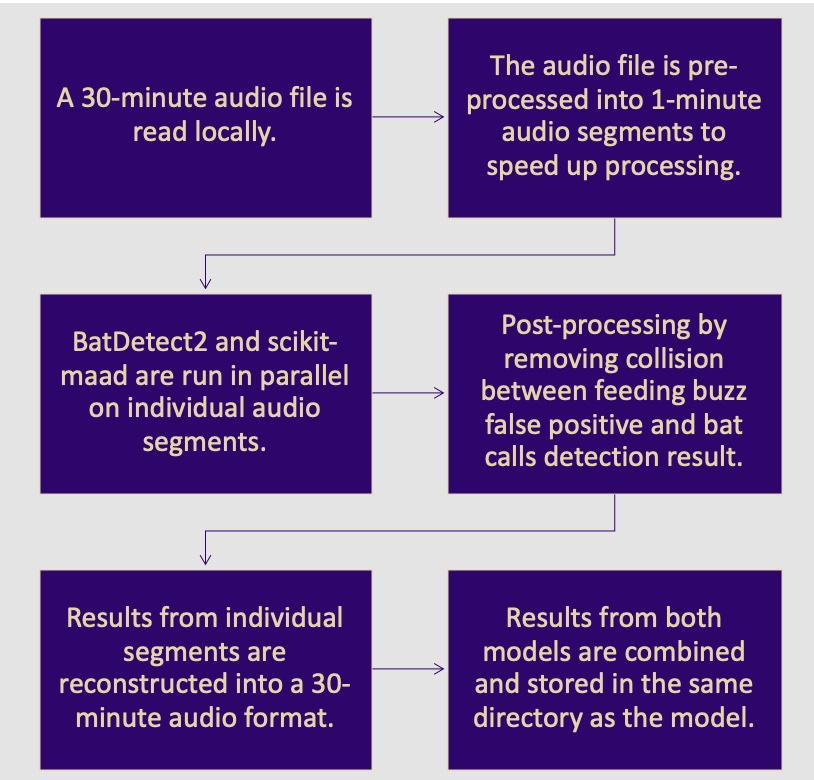 A 30-minute audio file is
read locally.
The audio file is pre-
processed into 1-minute
audio segments to
speed up processing.
BatDetect2 and scikit-
maad are run in parallel
on individual audio
segments.
Post-processing by
removing collision
between feeding buzz
false positive and bat
calls detection result.
Results from individual
segments are
reconstructed into a 30-
minute audio format.
Results from both
models are combined
and stored in the same
directory as the model.